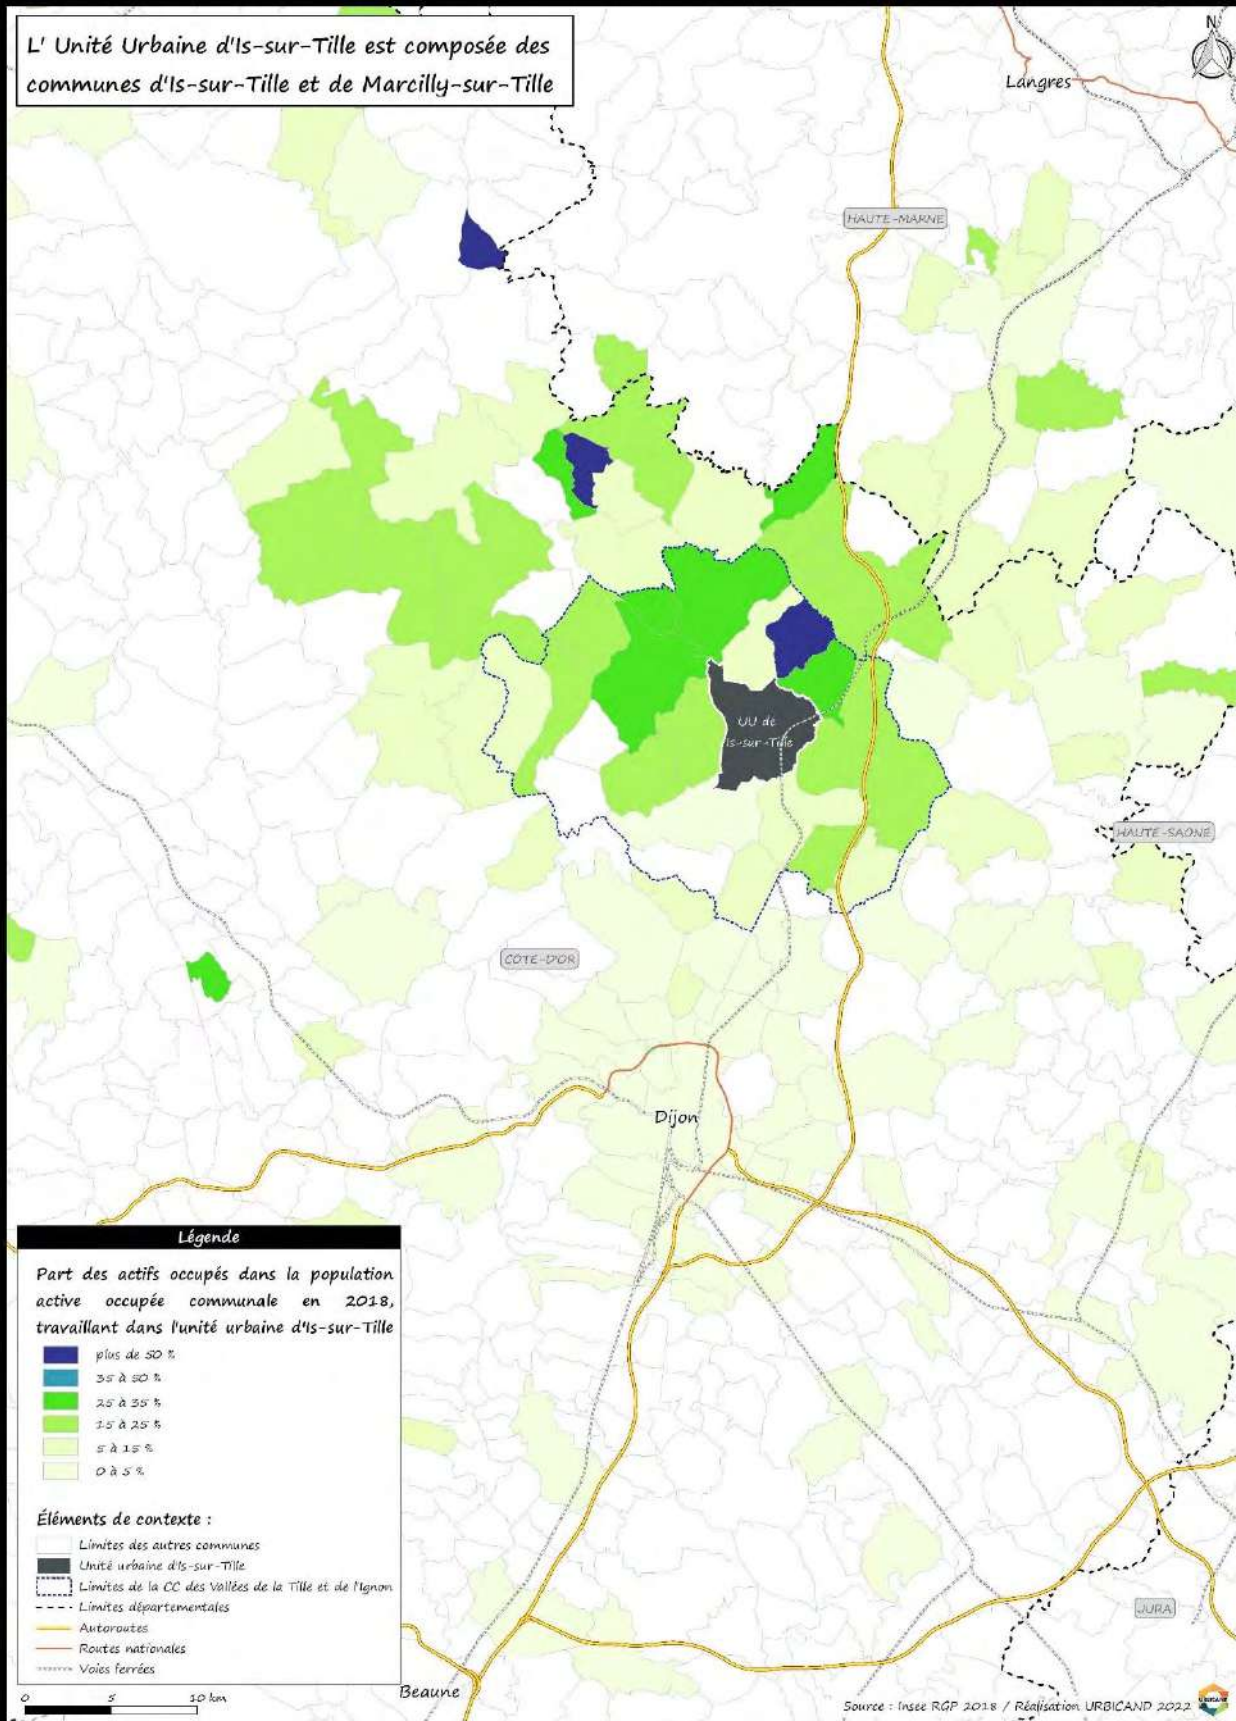 L' Unité Urbaine d'Is-sur-Tille est composée des
communes d'Is-sur-Tille et de Marcilly-sur-Tille
N
Langres
HAUTE-MARNE
UU de
Is-sur-Tille
HAUTE-SAONE
COTE-D'OR
Dijon
Légende
Part des actifs occupés dans la population
active occupée communale en 2018,
travaillant dans l'unité urbaine d'Is-sur-Tille
plus de 50 %
35 à 50 %
25 à 35 %
15 à 25 %
5 à 15 %
0 à 5 %
Éléments de contexte :
Limites des autres communes
Unité urbaine d'Is-sur-Tille
Limites de la CC des Vallées de la Tille et de l'Ignon
Limites départementales
Autoroutes
Routes nationales
Voies ferrées
JURA
0 5 10 km
Beaune
Source : Insee RGP 2018 / Réalisation URBICAND 2022
URBICAND